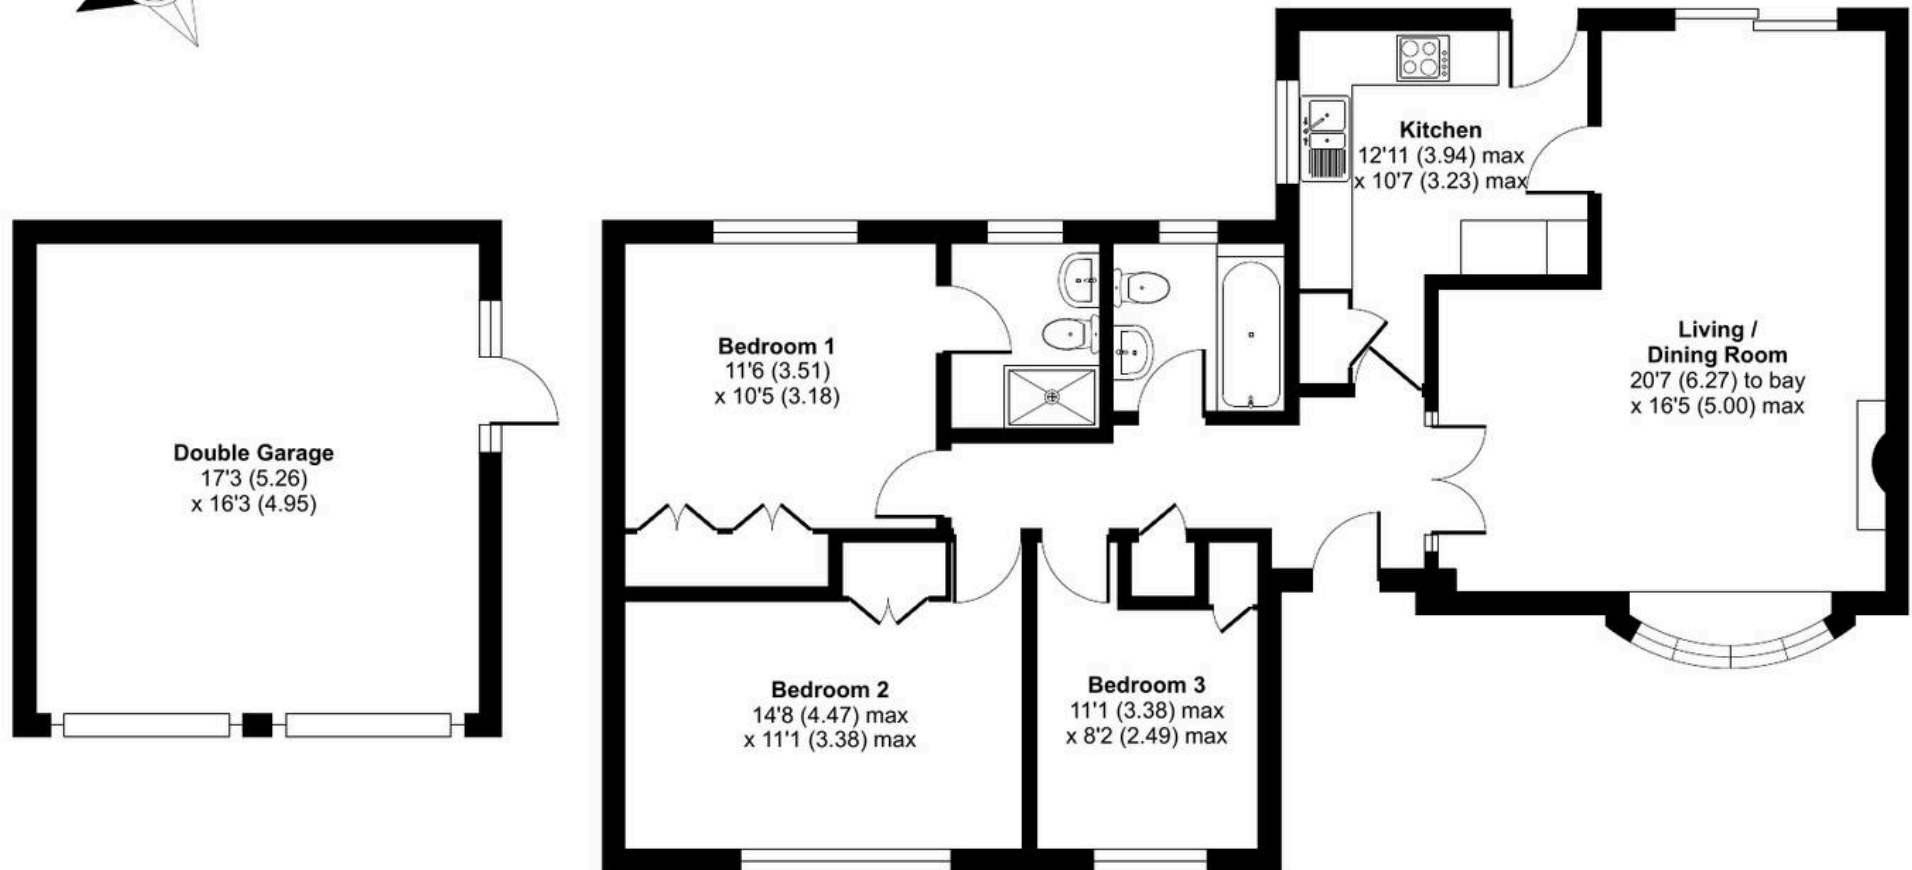 Kitchen
12'11 (3.94) max
x 10'7 (3.23) max
Living /
Dining Room
20'7 (6.27) to bay
x 16'5 (5.00) max
Bedroom 1
11'6 (3.51)
x 10'5 (3.18)
Double Garage
17'3 (5.26)
x 16'3 (4.95)
Bedroom 2
14'8 (4.47) max
x 11'1 (3.38) max
Bedroom 3
11'1 (3.38) max
x 8'2 (2.49) max